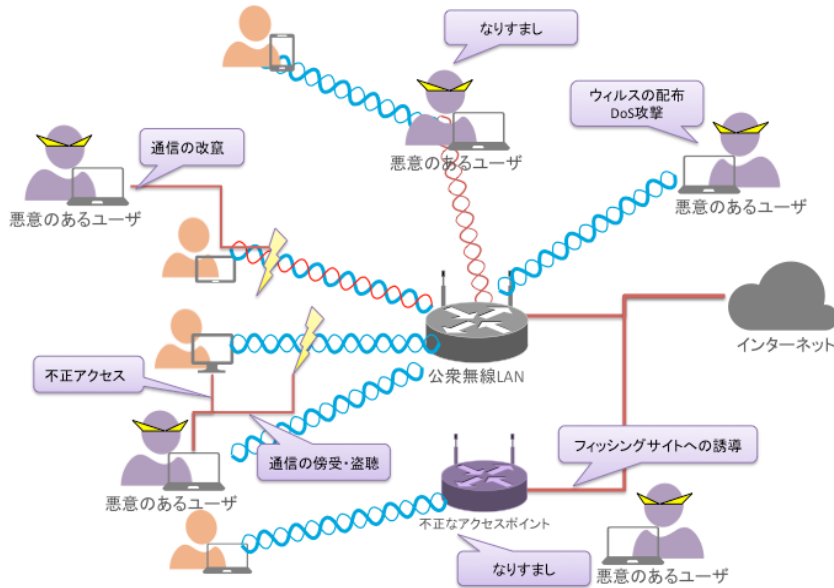 なりすまし
ウィルスの配布
DoS攻撃
通信の改竄
悪意のあるユーザ
悪意のあるユーザ
悪意のあるユーザ
インターネット
公衆無線LAN
不正アクセス
フィッシングサイトへの誘導
通信の傍受・盗聴
悪意のあるユーザ
不正なアクセスポイント
なりすまし
悪意のあるユーザ